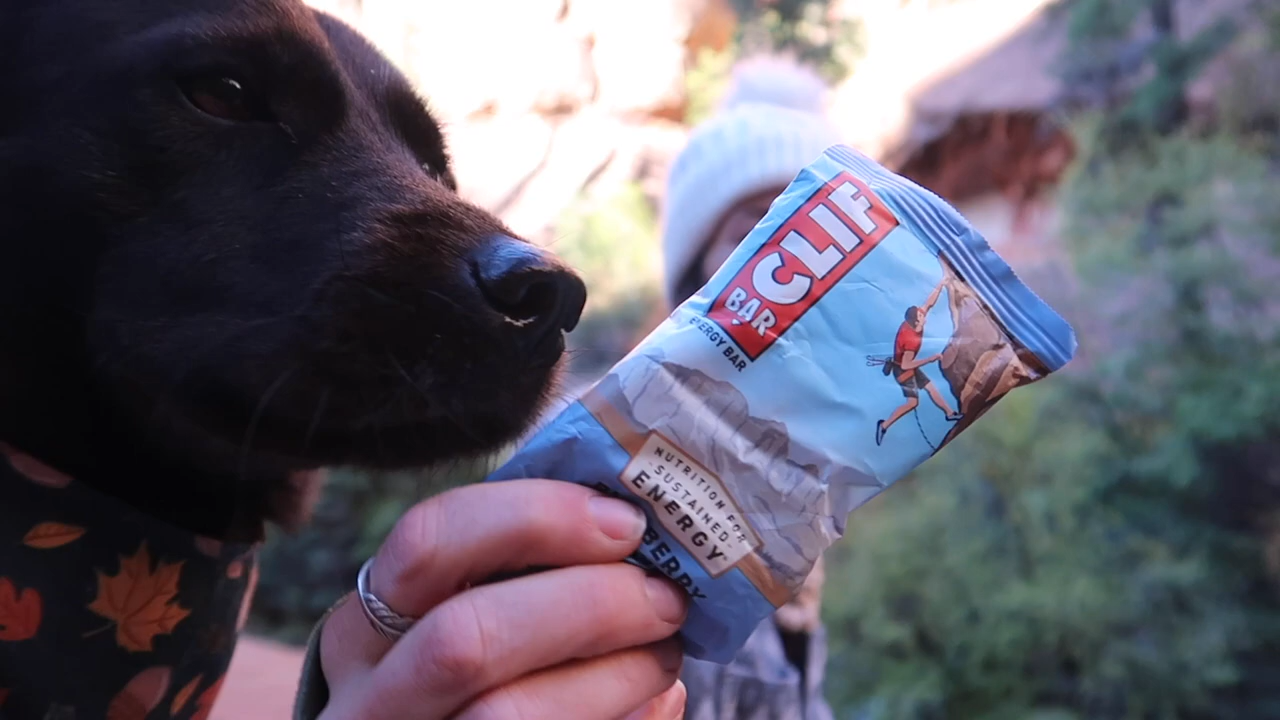 CLIF
BAR
ENERGY BAR
NUTRITION FOR
SUSTAINED
ENERGY
BERRY